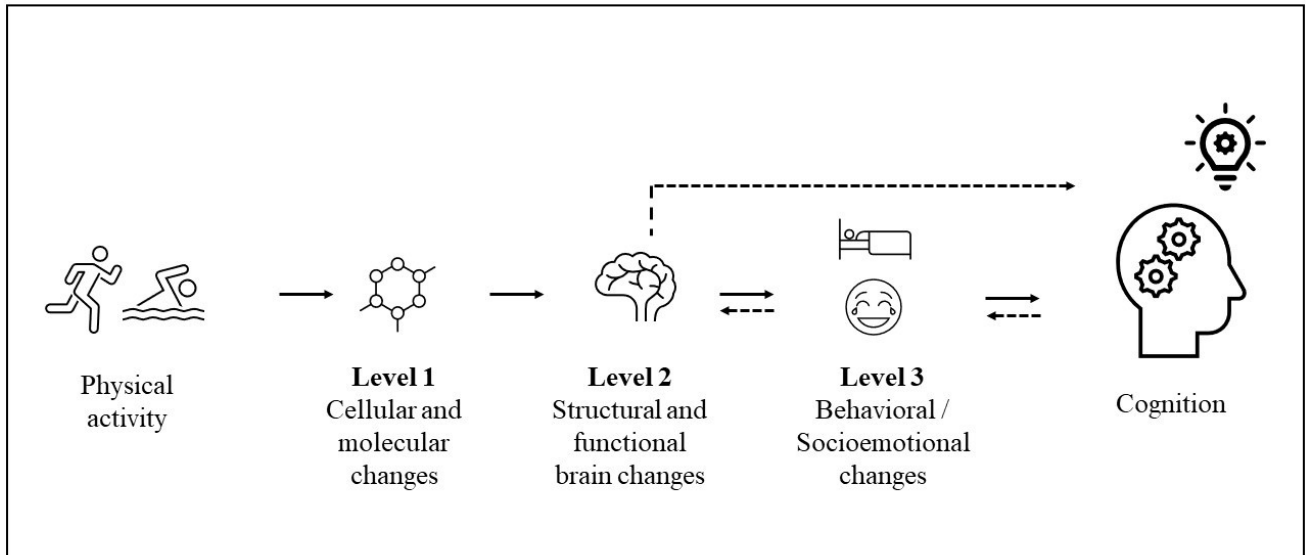 Physical
activity
Level 1
Cellular and
molecular
changes
Level 2
Structural and
functional
brain changes
Level 3
Behavioral /
Socioemotional
changes
Cognition